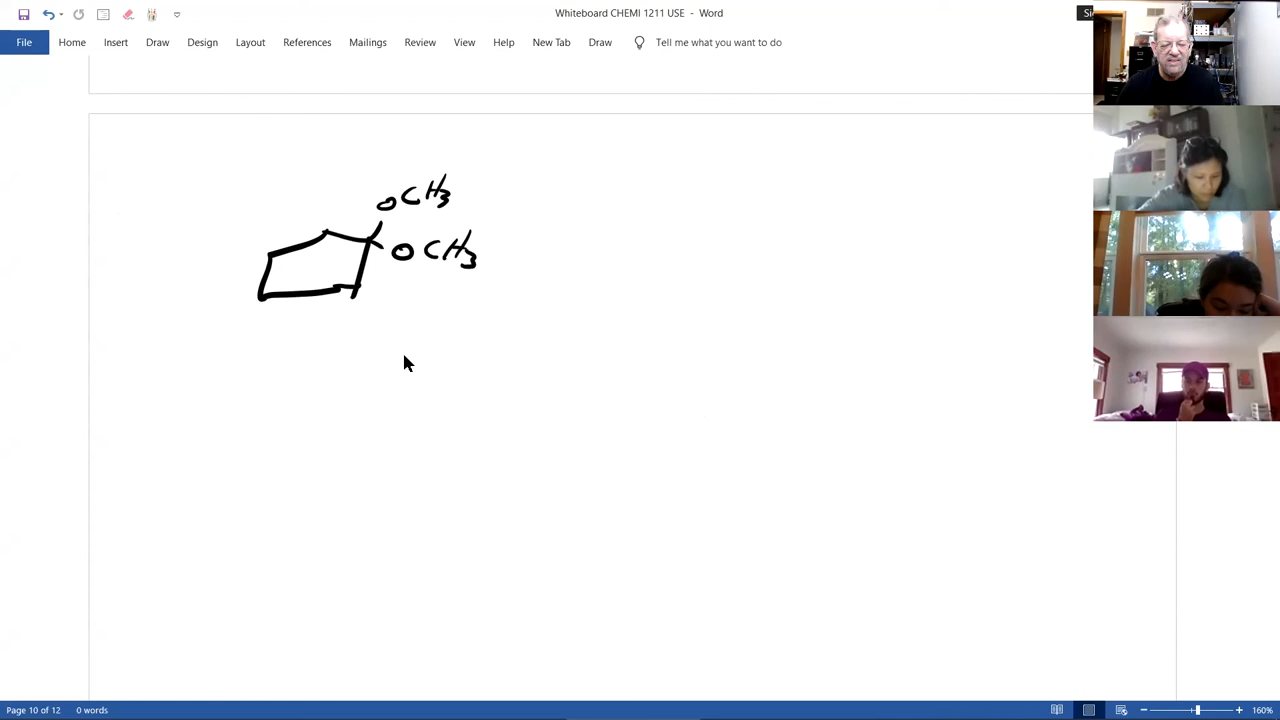 Whiteboard CHEMI 1211 USE - Word
File Home Insert Draw Design Layout References Mailings Review View Help New Tab Draw Tell me what you want to do
OCH3
OCH3
Page 10 of 12 0 words 160%